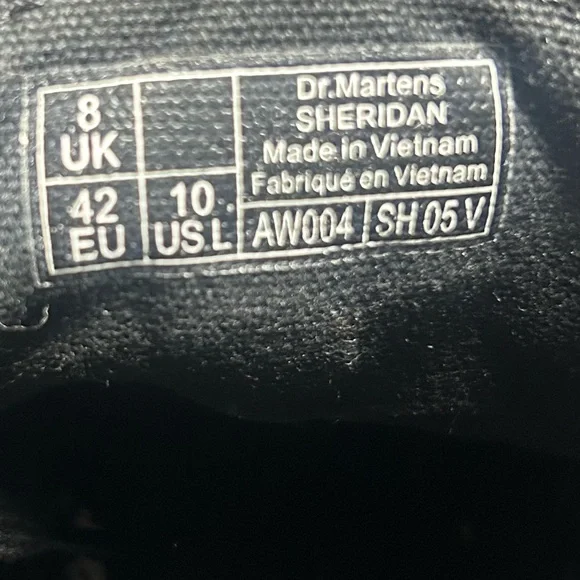 8
UK
42
EU
10
US L
Dr.Martens
SHERIDAN
Made in Vietnam
Fabriqué en Vietnam
AW004
SH 05 V